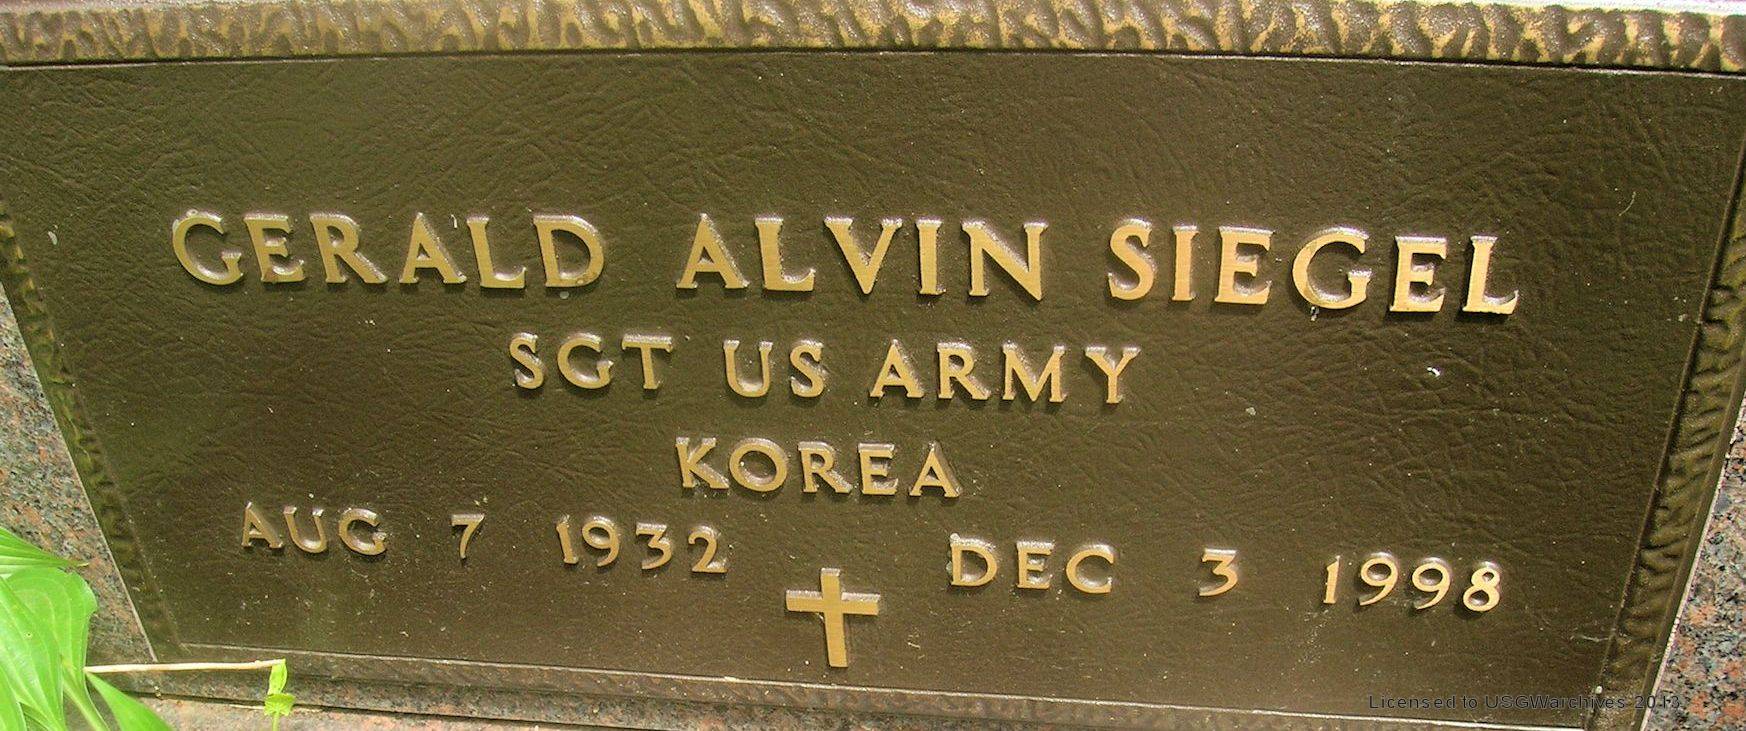 GERALD ALVIN SIEGEL
SGT US ARMY
KOREA
AUG 7 1932 DEC 3 1998
Licensed to USGWarchives 2013